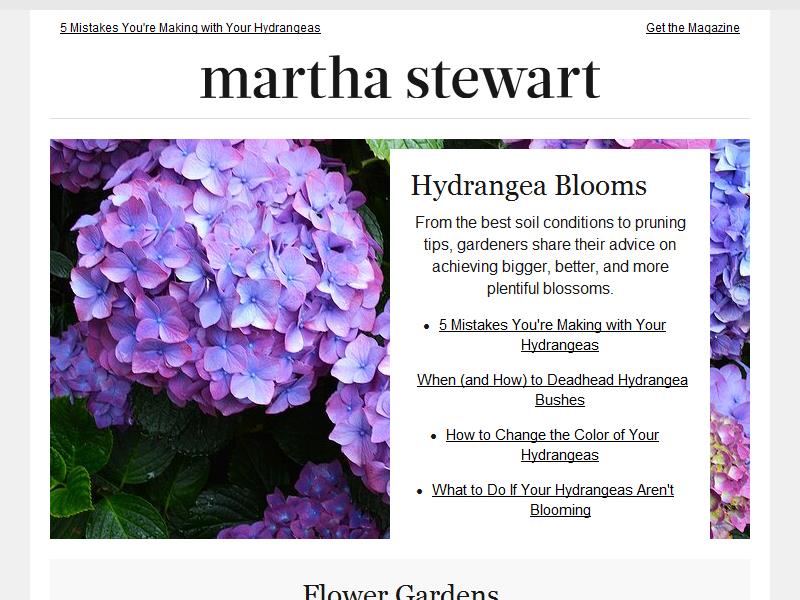 5 Mistakes You're Making with Your Hydrangeas
Get the Magazine
martha stewart
Hydrangea Blooms
From the best soil conditions to pruning
tips, gardeners share their advice on
achieving bigger, better, and more
plentiful blossoms.
• 5 Mistakes You're Making with Your
Hydrangeas
When (and How) to Deadhead Hydrangea
Bushes
• How to Change the Color of Your
Hydrangeas
• What to Do If Your Hydrangeas Aren't
Blooming
Flower Gardens